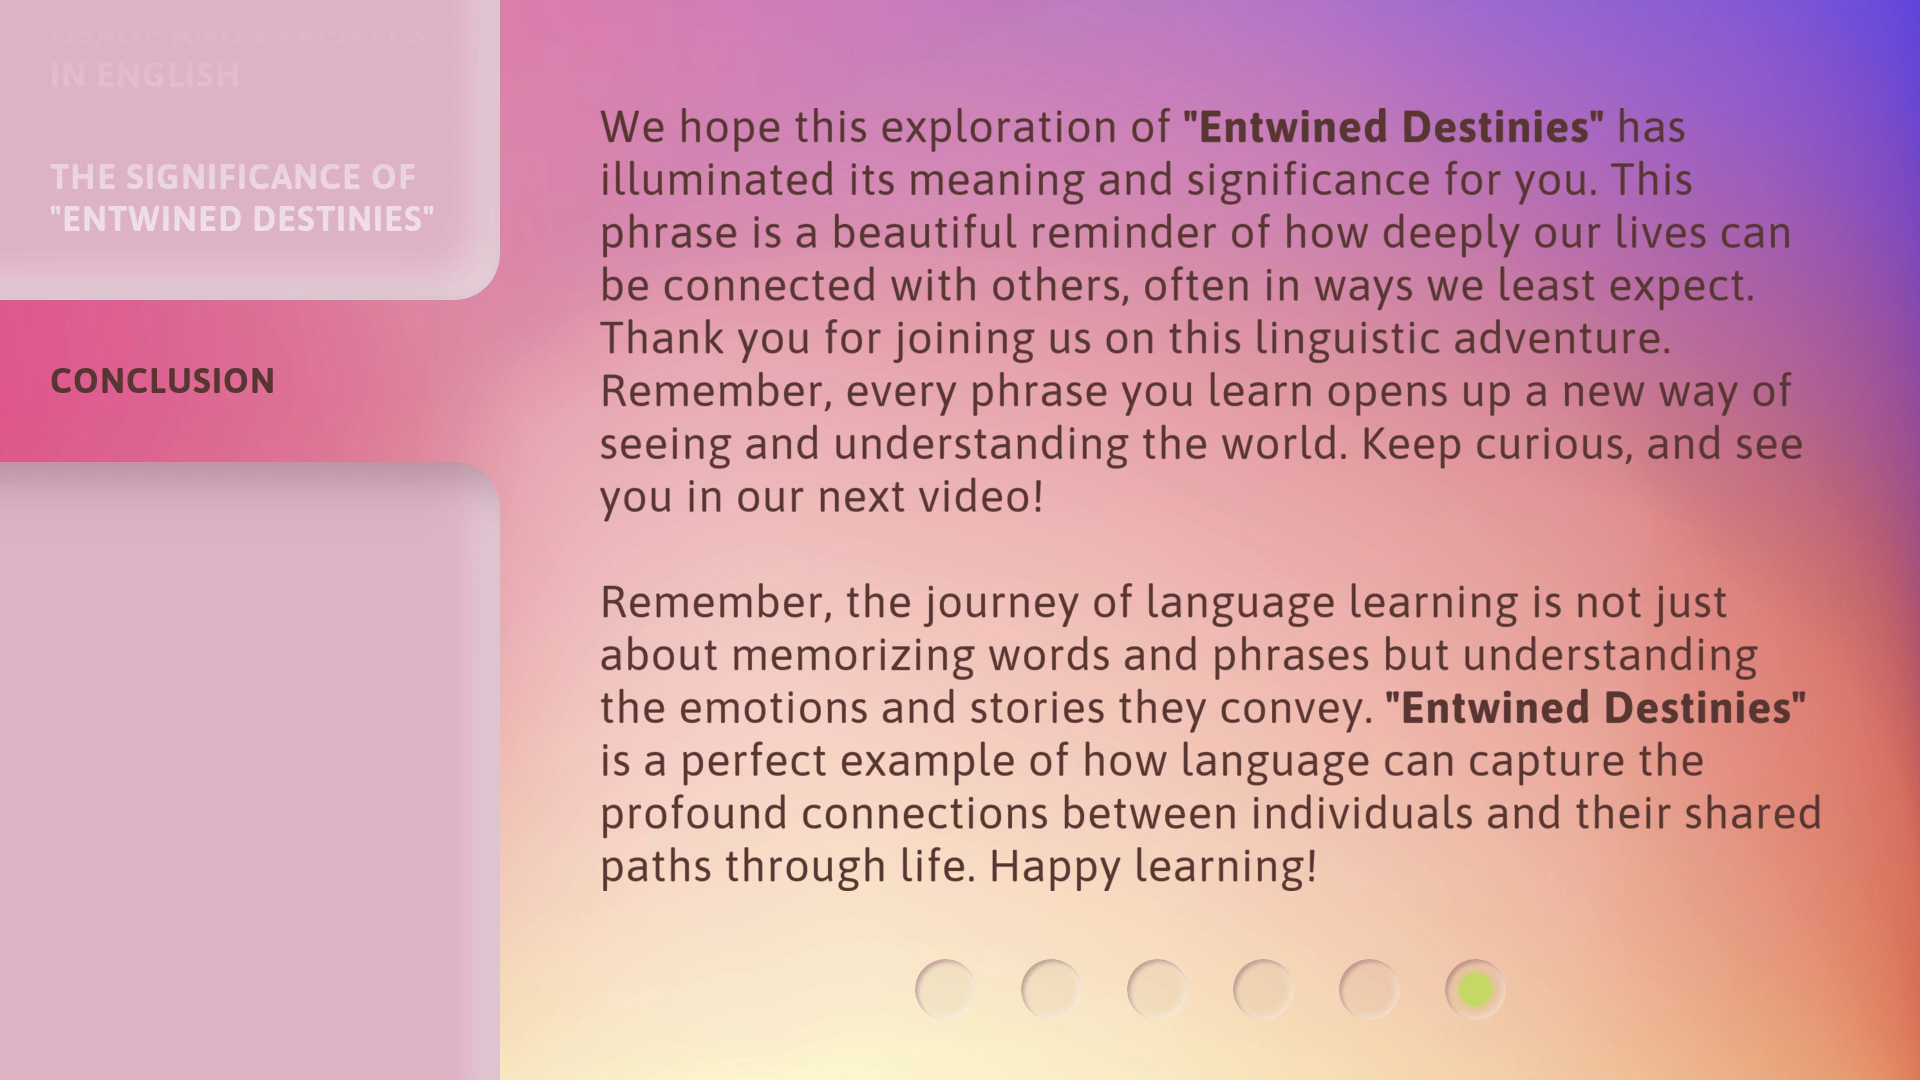 USAGE AND EXAMPLES
IN ENGLISH
THE SIGNIFICANCE OF
"ENTWINED DESTINIES"
CONCLUSION
We hope this exploration of "Entwined Destinies" has
illuminated its meaning and significance for you. This
phrase is a beautiful reminder of how deeply our lives can
be connected with others, often in ways we least expect.
Thank you for joining us on this linguistic adventure.
Remember, every phrase you learn opens up a new way of
seeing and understanding the world. Keep curious, and see
you in our next video!
Remember, the journey of language learning is not just
about memorizing words and phrases but understanding
the emotions and stories they convey. "Entwined Destinies"
is a perfect example of how language can capture the
profound connections between individuals and their shared
paths through life. Happy learning!